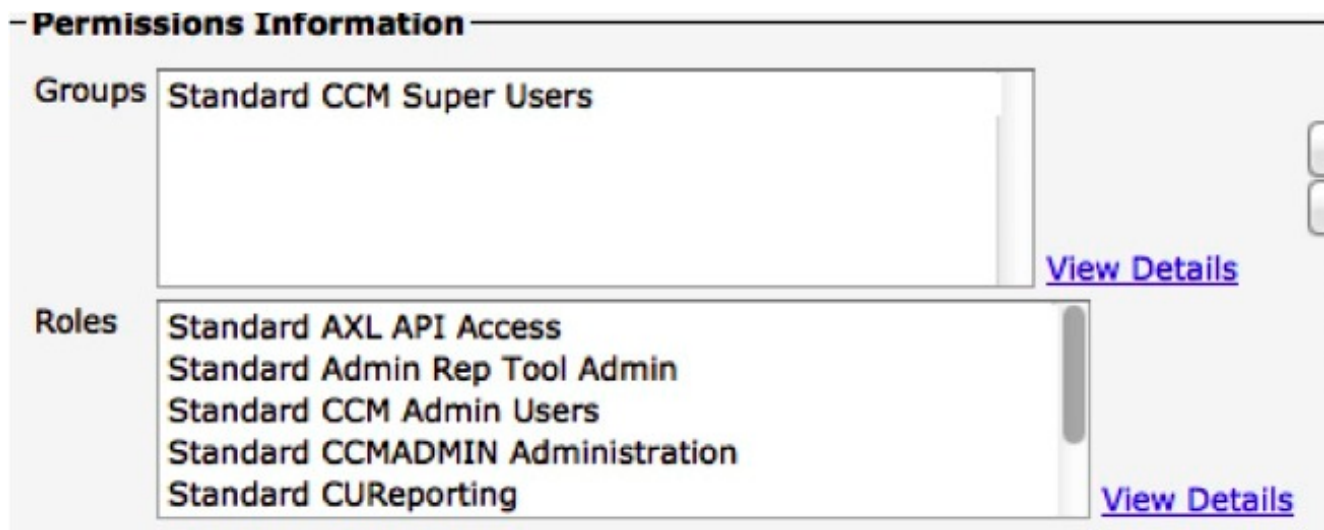 Permissions Information
Groups Standard CCM Super Users
View Details
Roles Standard AXL API Access
Standard Admin Rep Tool Admin
Standard CCM Admin Users
Standard CCMADMIN Administration
Standard CUReporting
View Details